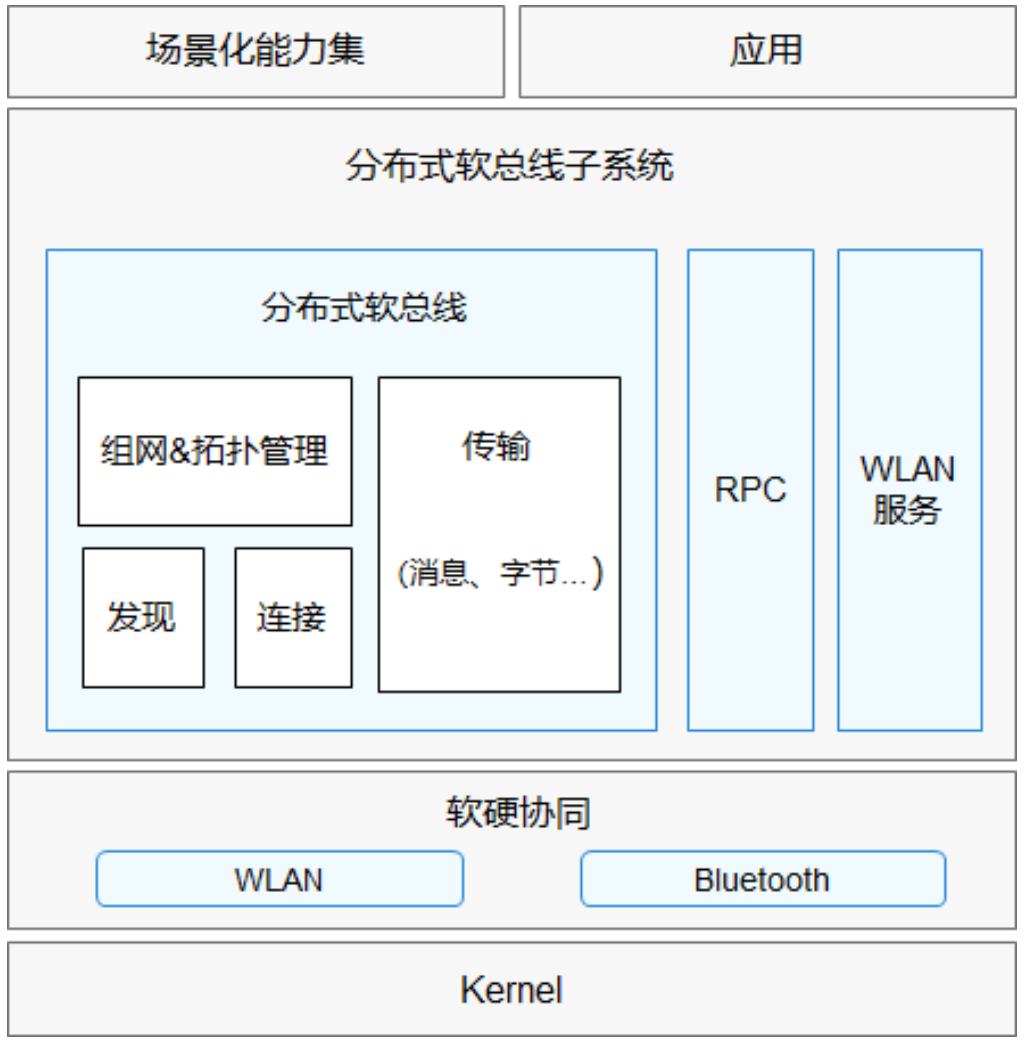 场景化能力集
应用
分布式软总线子系统
分布式软总线
组网&拓扑管理
发现
连接
传输
(消息、字节...)
RPC
WLAN
服务
软硬协同
WLAN
Bluetooth
Kernel